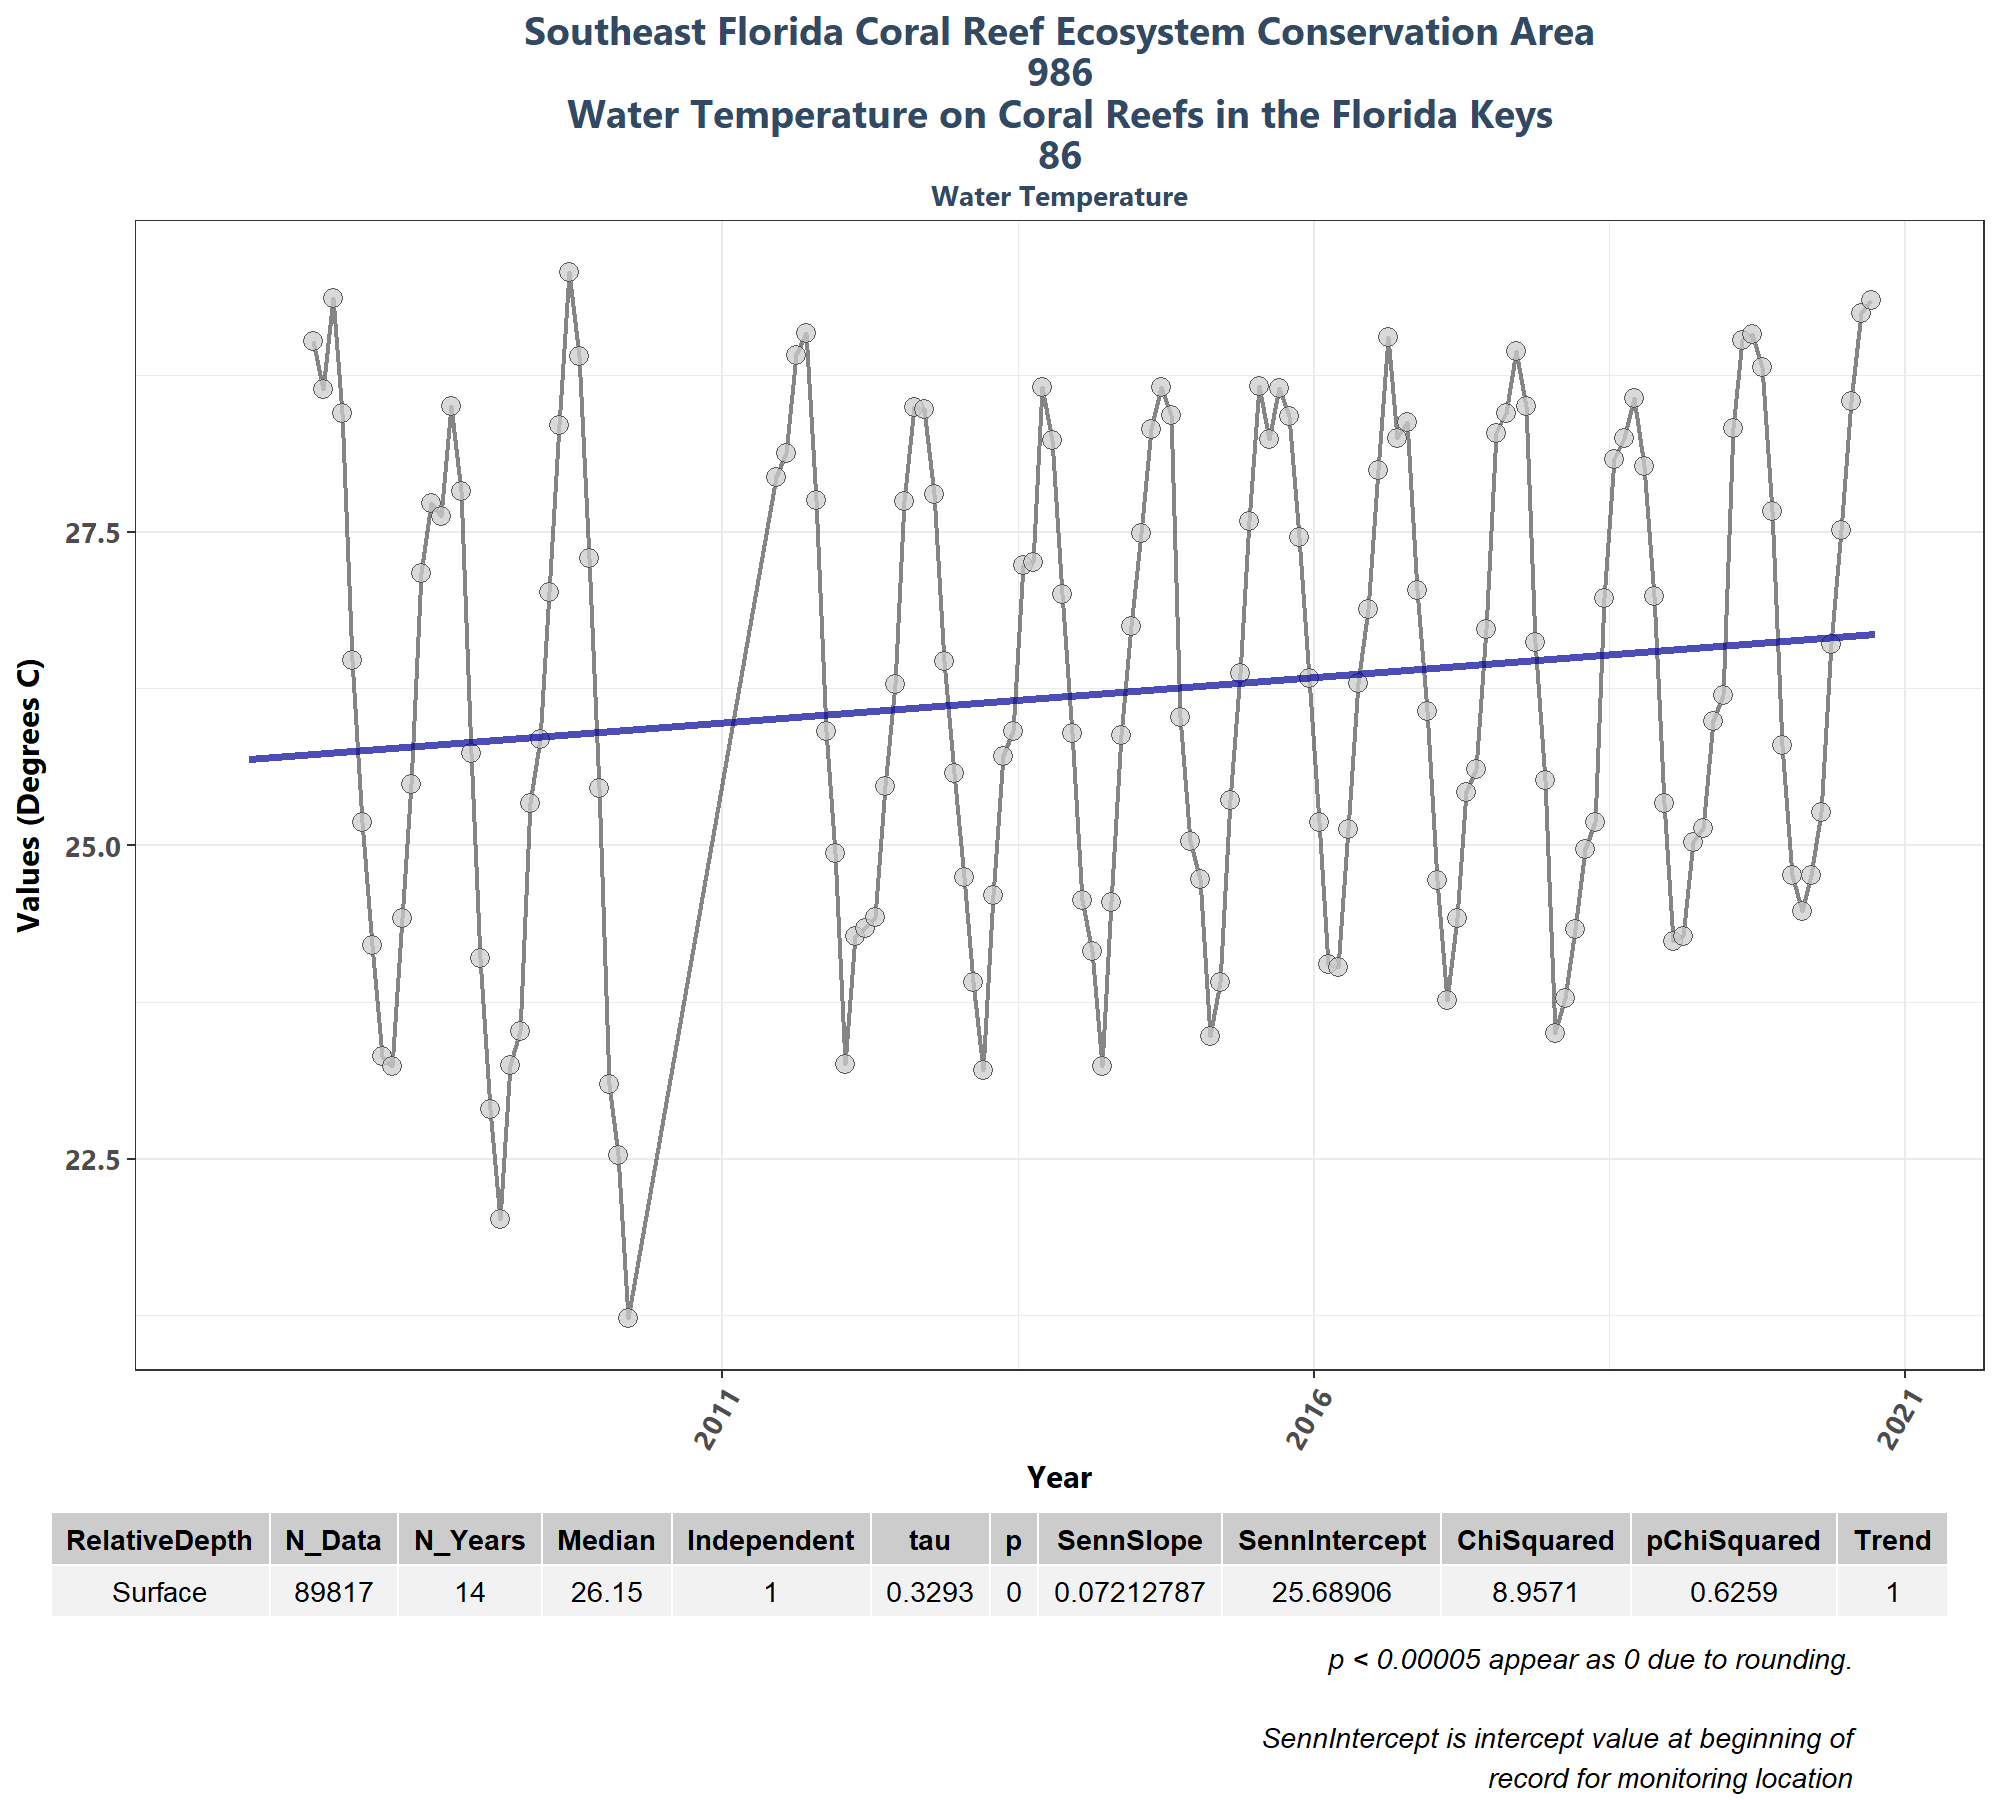 Southeast Florida Coral Reef Ecosystem Conservation Area
986
Water Temperature on Coral Reefs in the Florida Keys
86
Water Temperature
Values (Degrees C)
27.5
25.0
22.5
2011
2016
2021
Year
RelativeDepth N_Data N_Years Median Independent tau p SennSlope SennIntercept ChiSquared pChiSquared Trend
Surface 89817 14 26.15 1 0.3293 0 0.07212787 25.68906 8.9571 0.6259 1
p < 0.00005 appear as 0 due to rounding.
SennIntercept is intercept value at beginning of
record for monitoring location